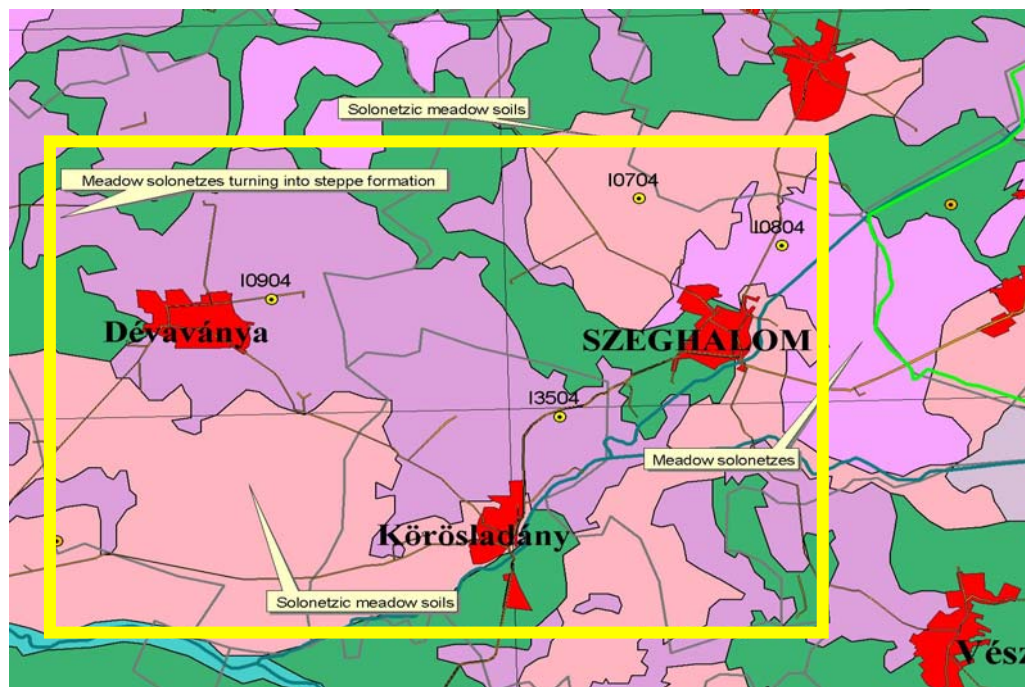 Solonetzic meadow soils
Meadow solonetzes turning into steppe formation
I0704
I0804
I0904
Dévaványa
SZEGHALOM
I3504
Meadow solonetzes
Körösladány
Solonetzic meadow soils
Vész